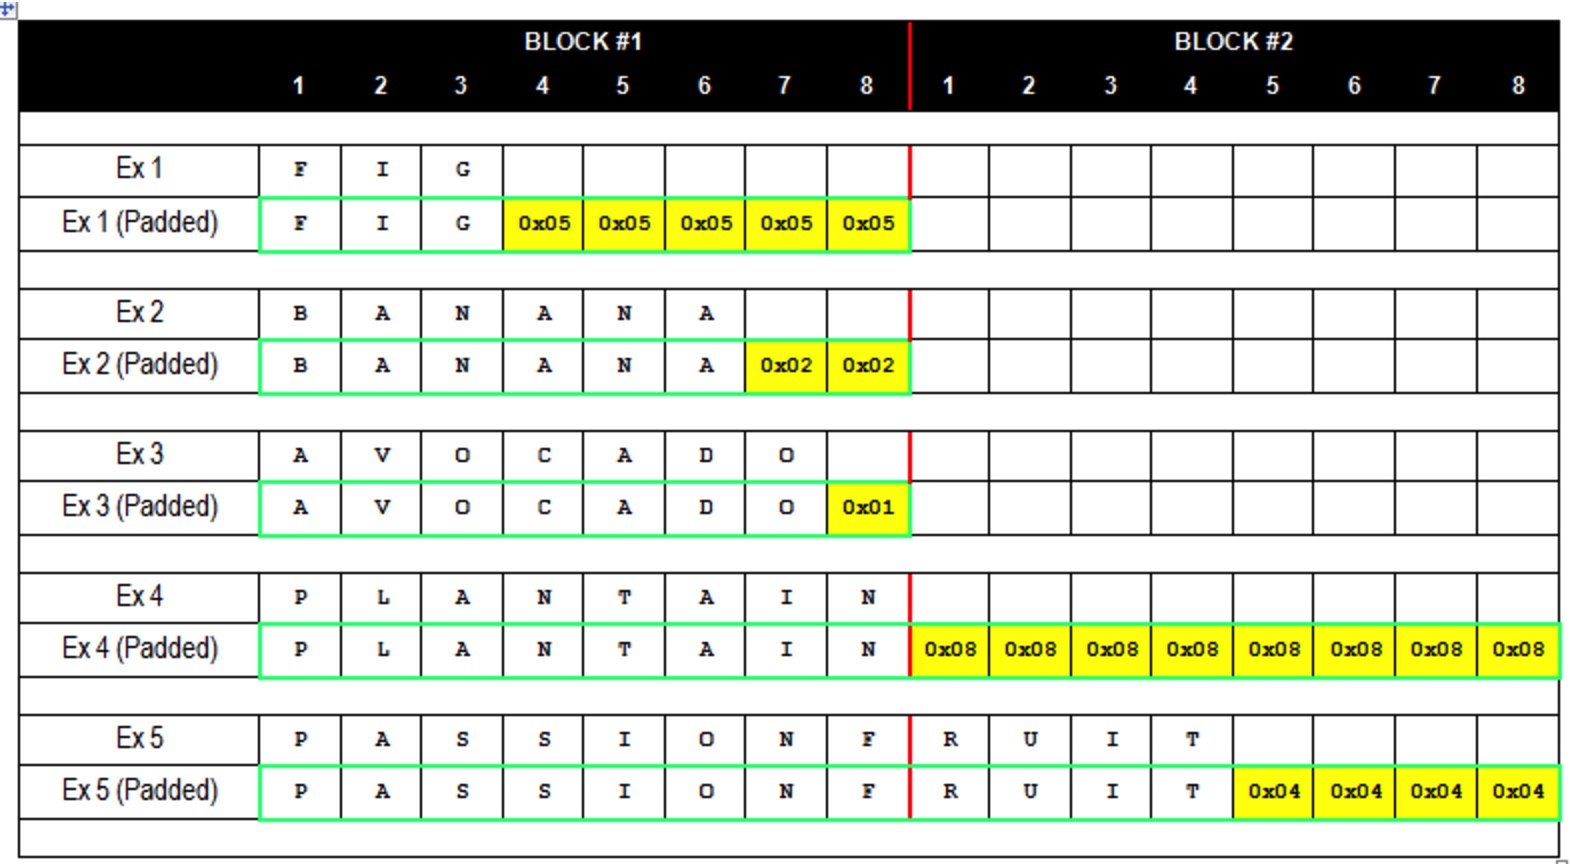 BLOCK #1 BLOCK #2
1 2 3 4 5 6 7 8 1 2 3 4 5 6 7 8
Ex 1 F I G
Ex 1 (Padded) F I G 0x05 0x05 0x05 0x05 0x05
Ex 2 B A N A N A
Ex 2 (Padded) B A N A N A 0x02 0x02
Ex 3 A V O C A D O
Ex 3 (Padded) A V O C A D O 0x01
Ex 4 P L A N T A I N
Ex 4 (Padded) P L A N T A I N 0x08 0x08 0x08 0x08 0x08 0x08 0x08 0x08
Ex 5 P A S S I O N F R U I T
Ex 5 (Padded) P A S S I O N F R U I T 0x04 0x04 0x04 0x04